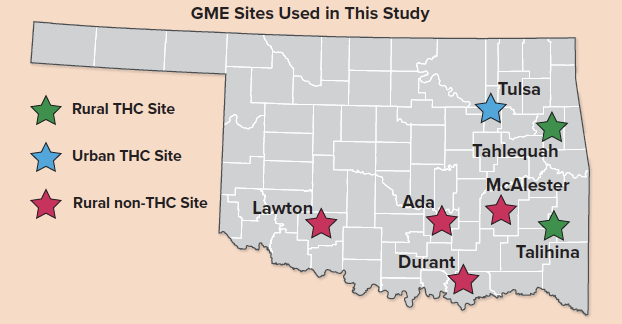 GME Sites Used in This Study
Rural THC Site
Urban THC Site
Rural non-THC Site
Tulsa
Tahlequah
McAlester
Lawton
Ada
Talihina
Durant